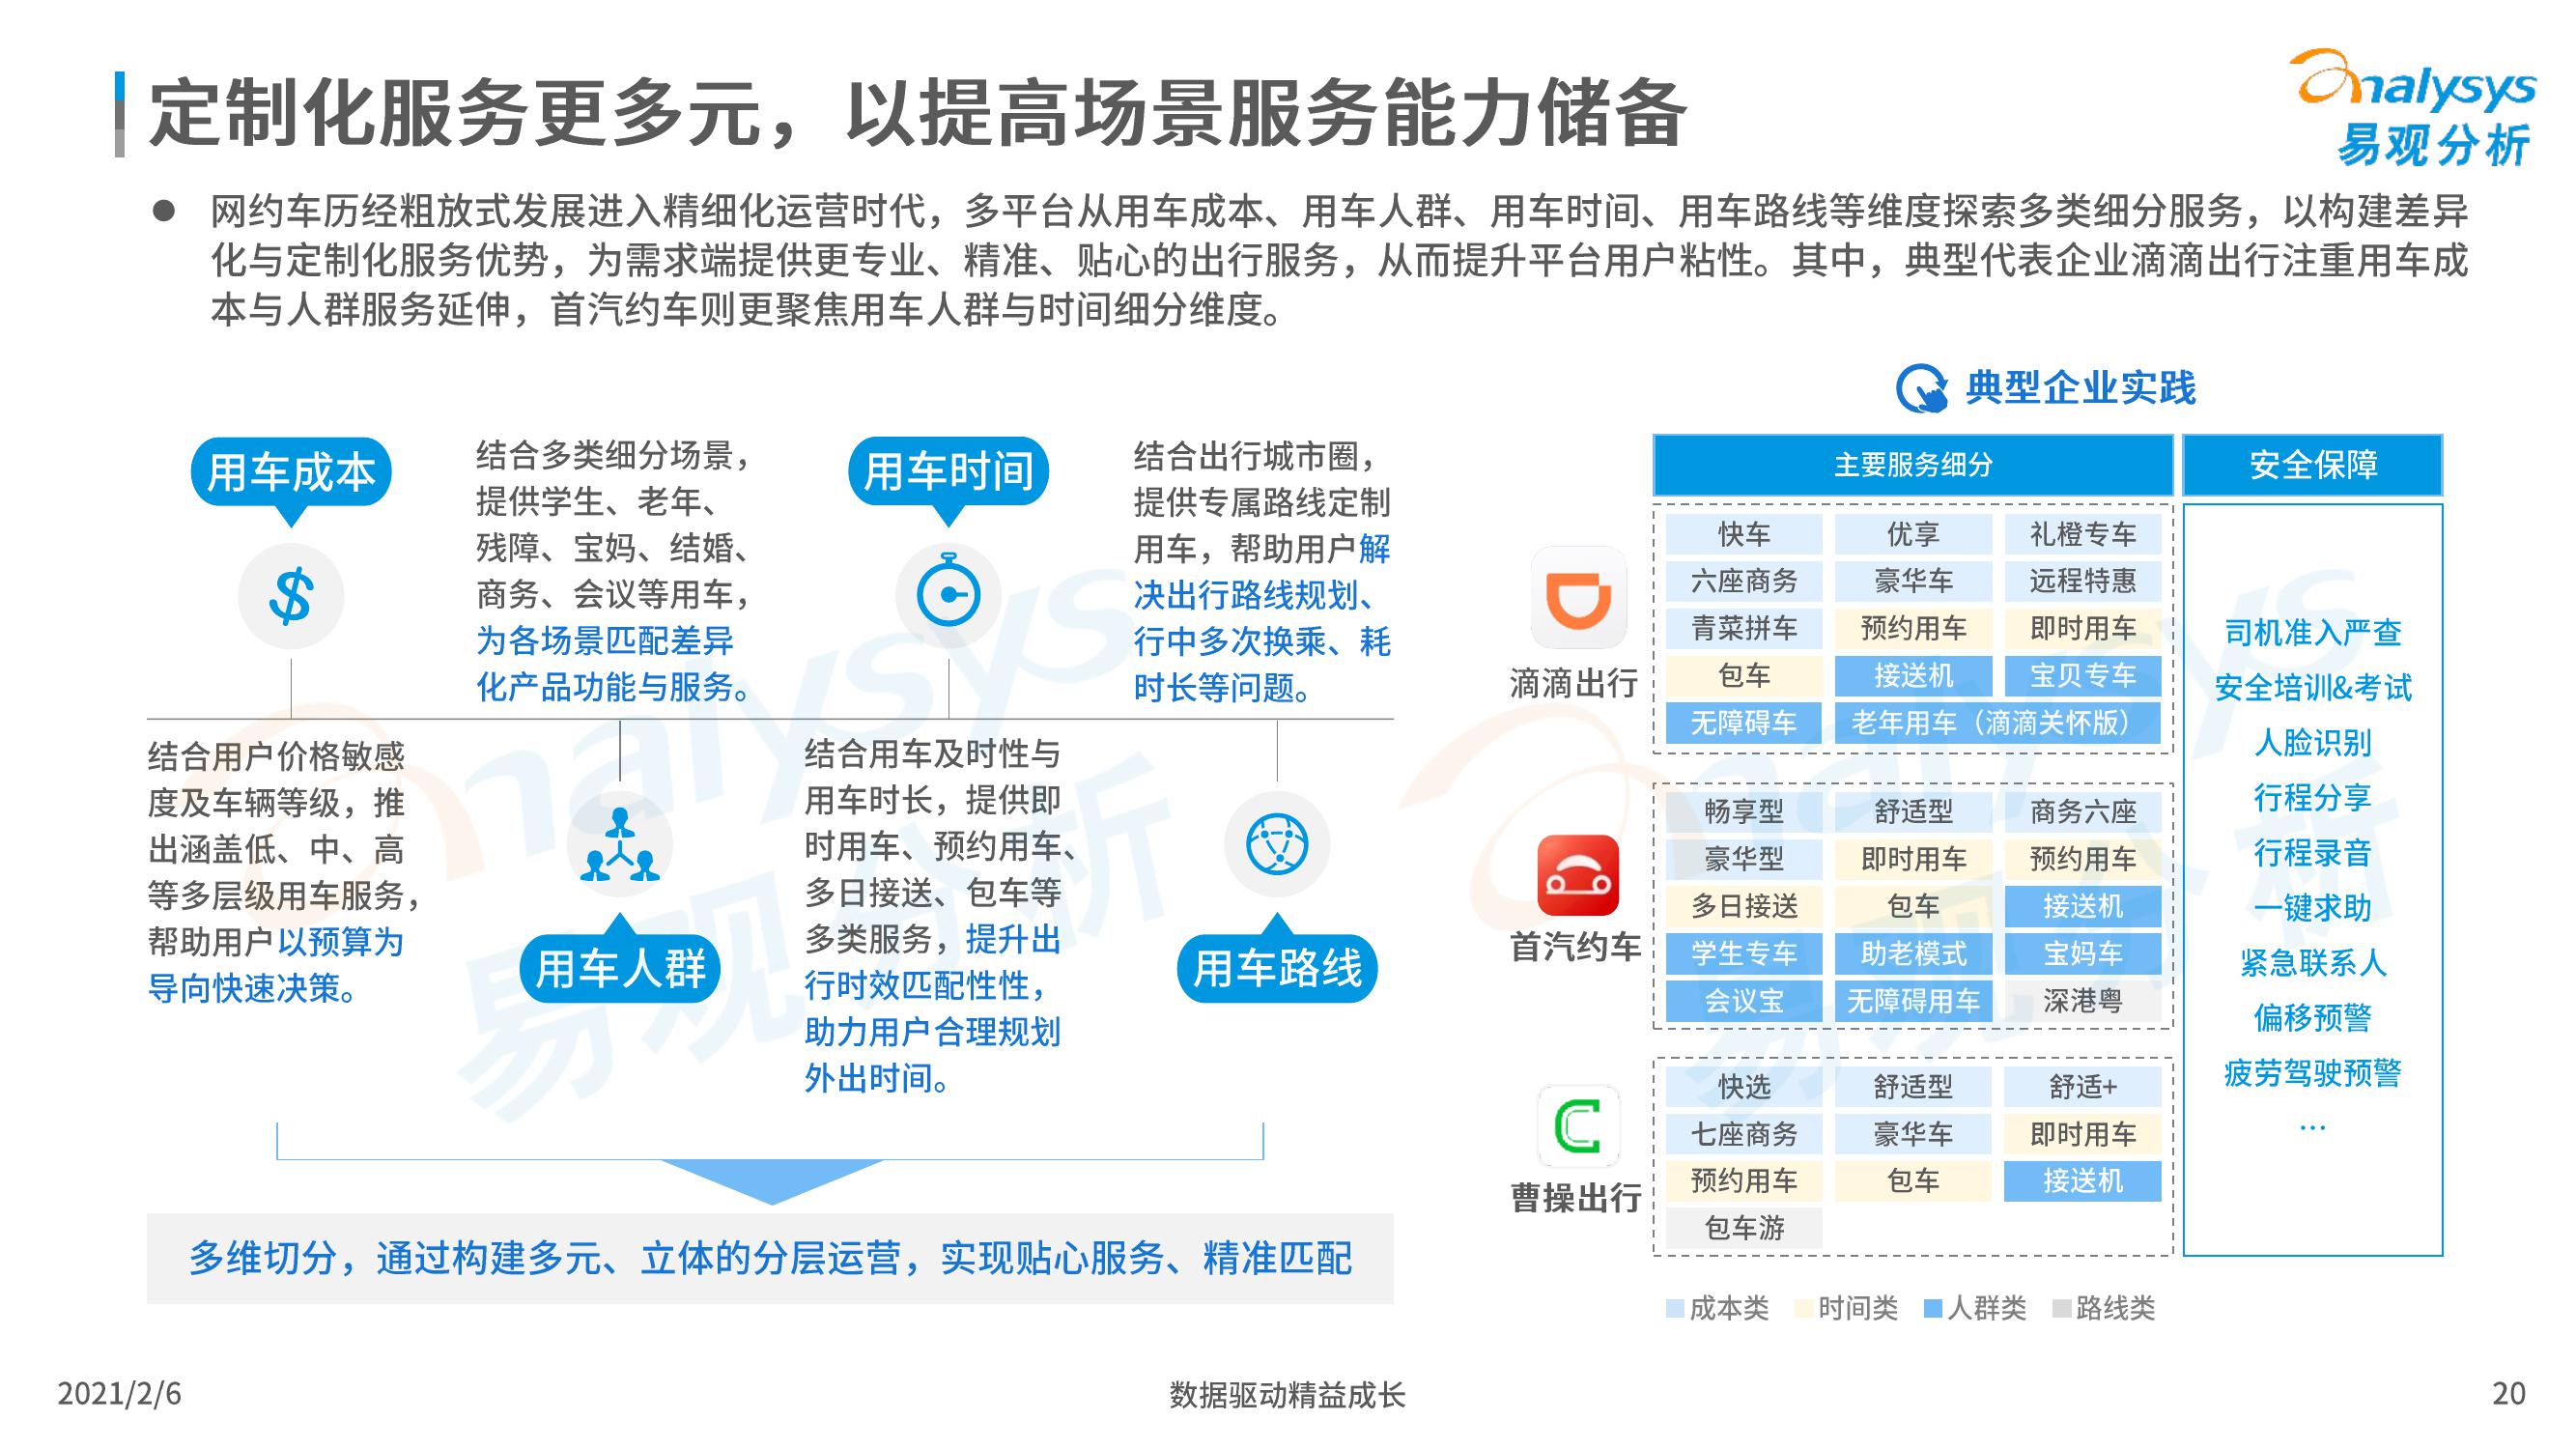 定制化服务更多元，以提高场景服务能力储备
analysys
易观分析
● 网约车历经粗放式发展进入精细化运营时代，多平台从用车成本、用车人群、用车时间、用车路线等维度探索多类细分服务，以构建差异
化与定制化服务优势，为需求端提供更专业、精准、贴心的出行服务，从而提升平台用户粘性。其中，典型代表企业滴滴出行注重用车成
本与人群服务延伸，首汽约车则更聚焦用车人群与时间细分维度。
用车成本
结合用户价格敏感
度及车辆等级，推
出涵盖低、中、高
等多层级用车服务，
帮助用户以预算为
导向快速决策。
结合多类细分场景，
提供学生、老年、
残障、宝妈、结婚、
商务、会议等用车，
为各场景匹配差异
化产品功能与服务。
用车人群
用车时间
结合用车及时性与
用车时长，提供即
时用车、预约用车、
多日接送、包车等
多类服务，提升出
行时效匹配性性，
助力用户合理规划
外出时间。
结合出行城市圈，
提供专属路线定制
用车，帮助用户解
决出行路线规划、
行中多次换乘、耗
时长等问题。
用车路线
多维切分，通过构建多元、立体的分层运营，实现贴心服务、精准匹配
典型企业实践
主要服务细分 安全保障
滴滴出行
快车 优享 礼橙专车
六座商务 豪华车 远程特惠
青菜拼车 预约用车 即时用车
包车 接送机 宝贝专车
无障碍车 老年用车（滴滴关怀版）
首汽约车
畅享型 舒适型 商务六座
豪华型 即时用车 预约用车
多日接送 包车 接送机
学生专车 助老模式 宝妈车
会议宝 无障碍用车 深港粤
曹操出行
快选 舒适型 舒适+
七座商务 豪华车 即时用车
预约用车 包车 接送机
包车游
司机准入严查
安全培训&考试
人脸识别
行程分享
行程录音
一键求助
紧急联系人
偏移预警
疲劳驾驶预警
…
成本类 时间类 人群类 路线类
2021/2/6
数据驱动精益成长
20